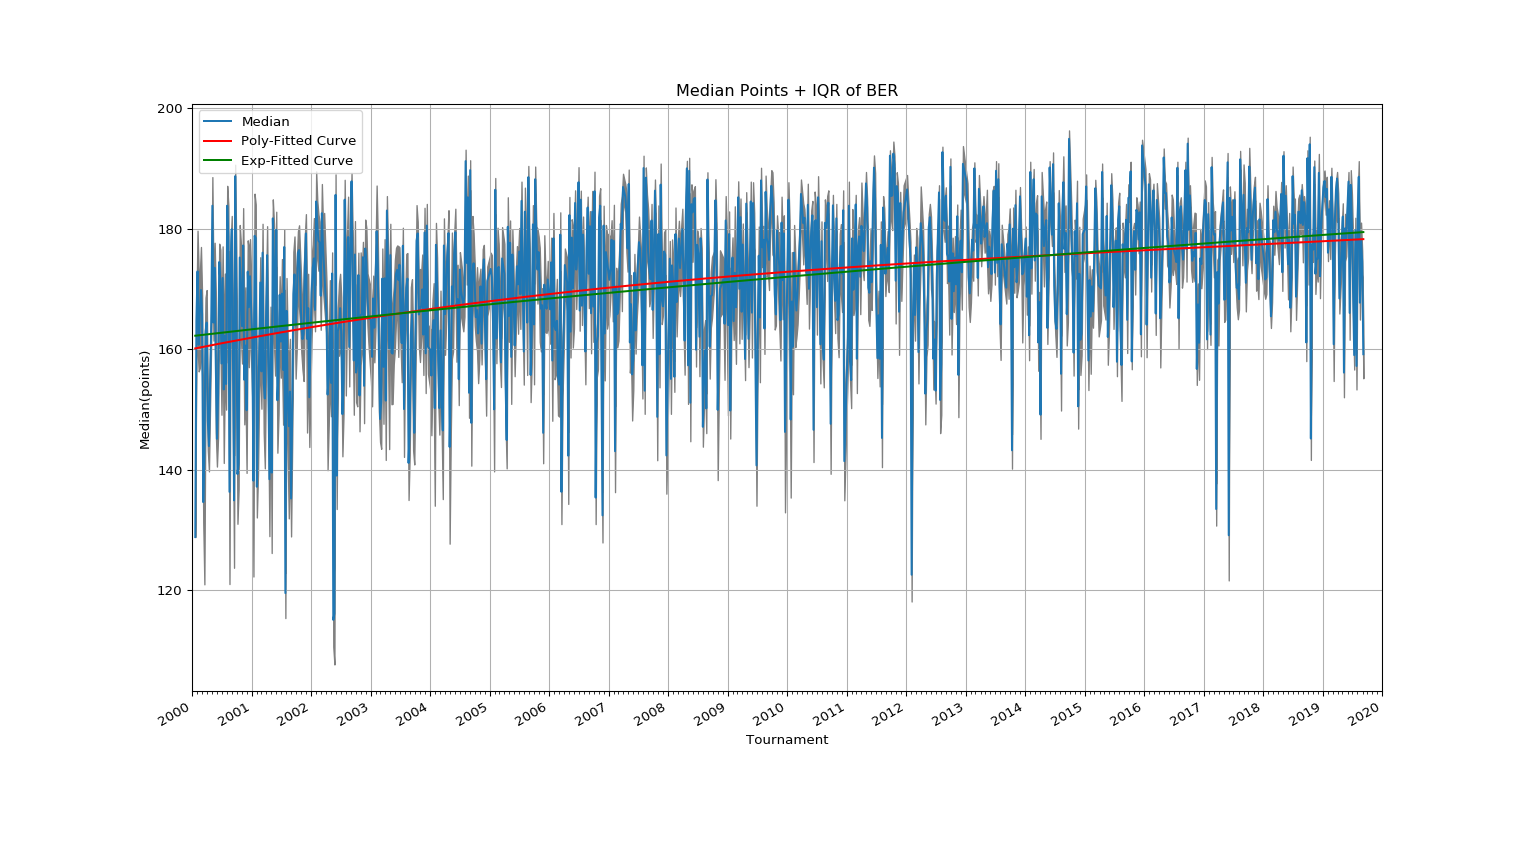 Median Points + IQR of BER
200
180
160
140
120
Median(points)
Median
Poly-Fitted Curve
Exp-Fitted Curve
2000 2001 2002 2003 2004 2005 2006 2007 2008 2009 2010 2011 2012 2013 2014 2015 2016 2017 2018 2019 2020
Tournament